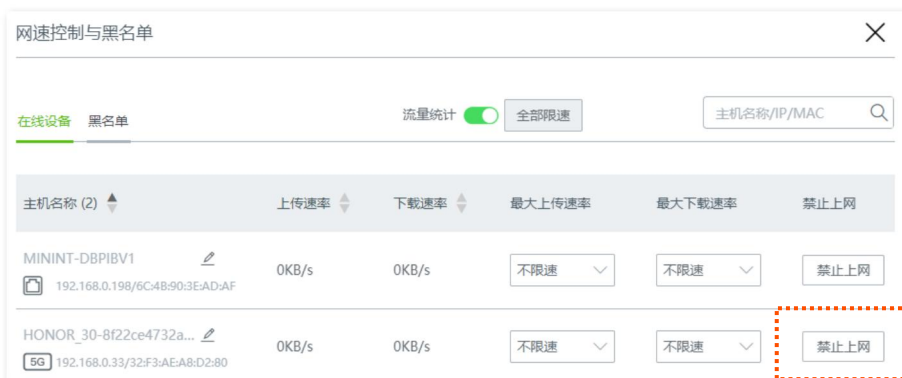 网速控制与黑名单
在线设备 黑名单 流量统计 全部限速 主机名称/IP/MAC
主机名称 (2) 上传速率 下载速率 最大上传速率 最大下载速率 禁止上网
MININT-DBPIBV1
0KB/s 0KB/s 不限速 不限速 禁止上网
192.168.0.198/6C:4B:90:3E:AD:AF
HONOR_30-8f22ce4732a...
0KB/s 0KB/s 不限速 不限速 禁止上网
5G 192.168.0.33/32:F3:AE:A8:D2:80